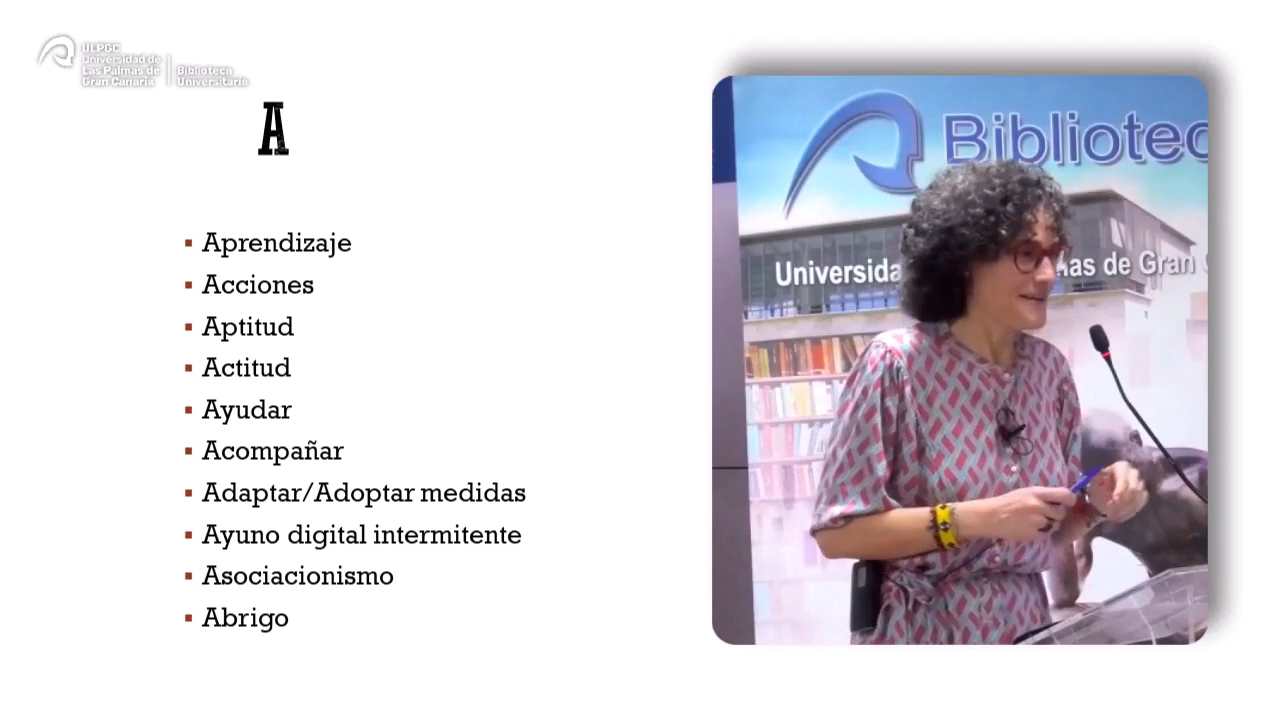 ULPGC
Universidad de
Las Palmas de
Gran Canaria
Biblioteca
Universitaria
A
▪ Aprendizaje
▪ Acciones
▪ Aptitud
▪ Actitud
▪ Ayudar
▪ Acompañar
▪ Adaptar/Adoptar medidas
▪ Ayuno digital intermitente
▪ Asociacionismo
▪ Abrigo
Bibliotec
Universida mas de Gran